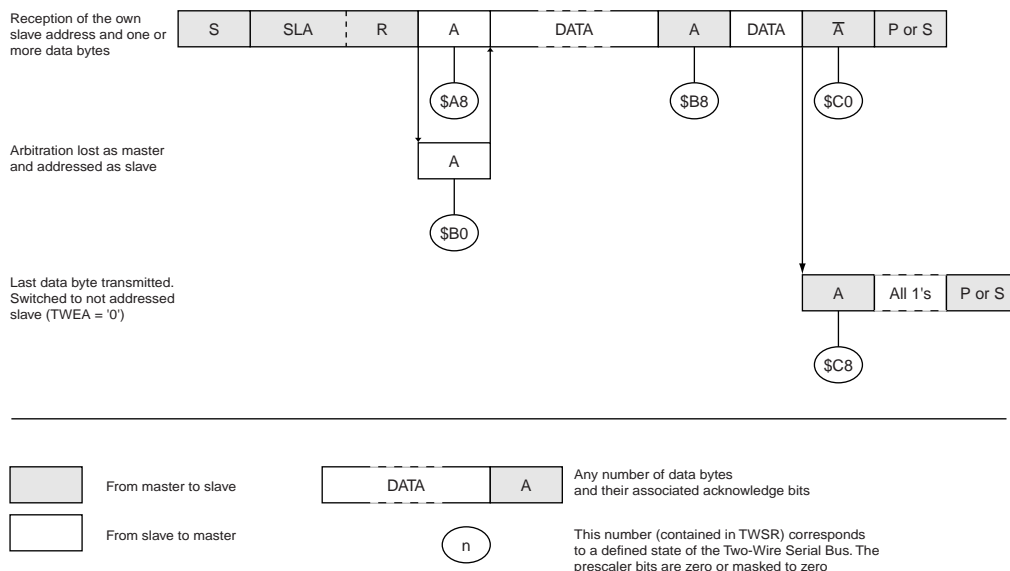 Reception of the own
slave address and one or
more data bytes
S SLA R A DATA A DATA A̅ P or S
$A8 $B8 $C0
Arbitration lost as master
and addressed as slave
A
$B0
Last data byte transmitted.
Switched to not addressed
slave (TWEA = '0')
A All 1's P or S
$C8
From master to slave
DATA A
Any number of data bytes
and their associated acknowledge bits
From slave to master
n
This number (contained in TWSR) corresponds
to a defined state of the Two-Wire Serial Bus. The
prescaler bits are zero or masked to zero